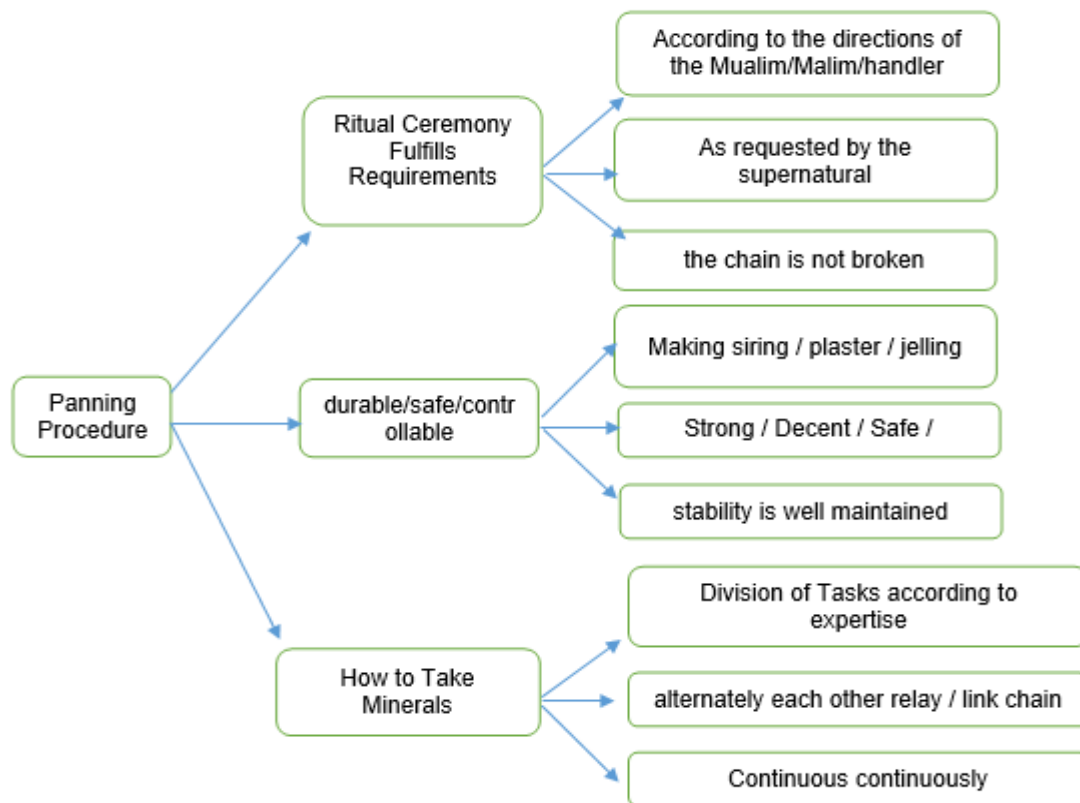 According to the directions of
the Mualim/Malim/handler
Ritual Ceremony
Fulfills
Requirements
As requested by the
supernatural
the chain is not broken
Making siring / plaster / jelling
Panning
Procedure
durable/safe/contr
ollable
Strong / Decent / Safe /
stability is well maintained
Division of Tasks according to
expertise
How to Take
Minerals
alternately each other relay / link chain
Continuous continuously